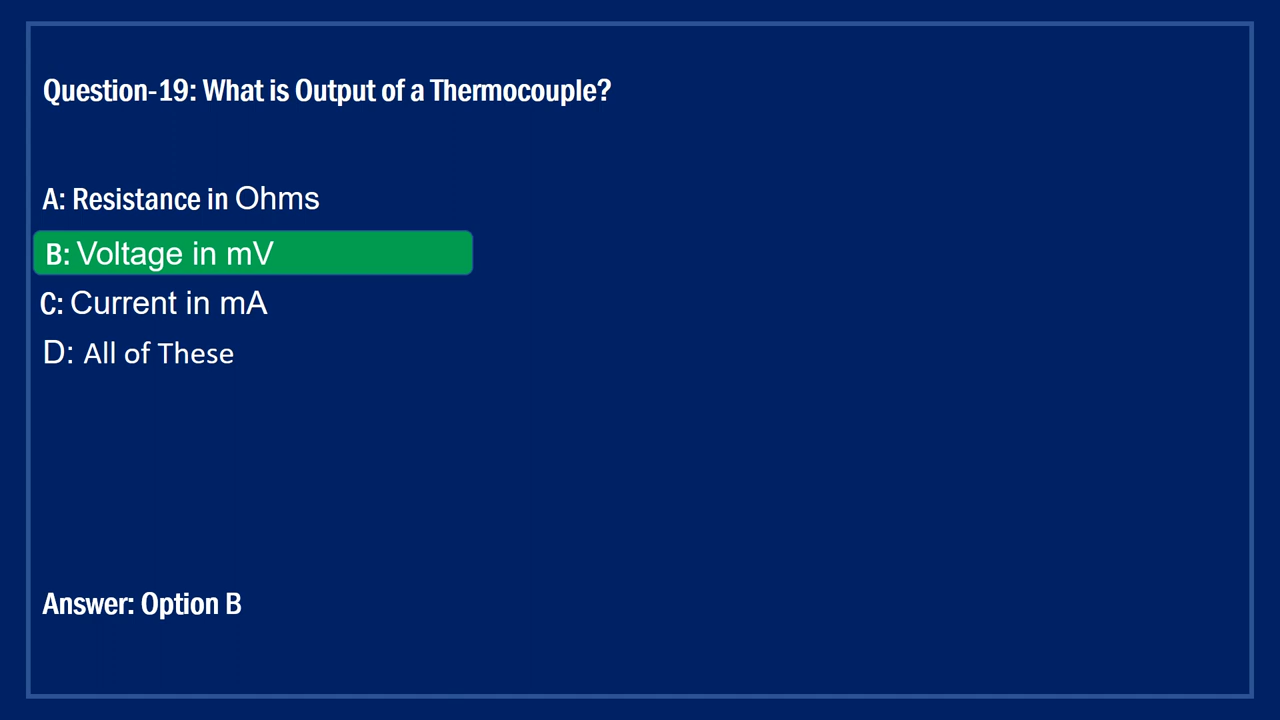 Question-19: What is Output of a Thermocouple?
A: Resistance in Ohms
B: Voltage in mV
C: Current in mA
D: All of These
Answer: Option B